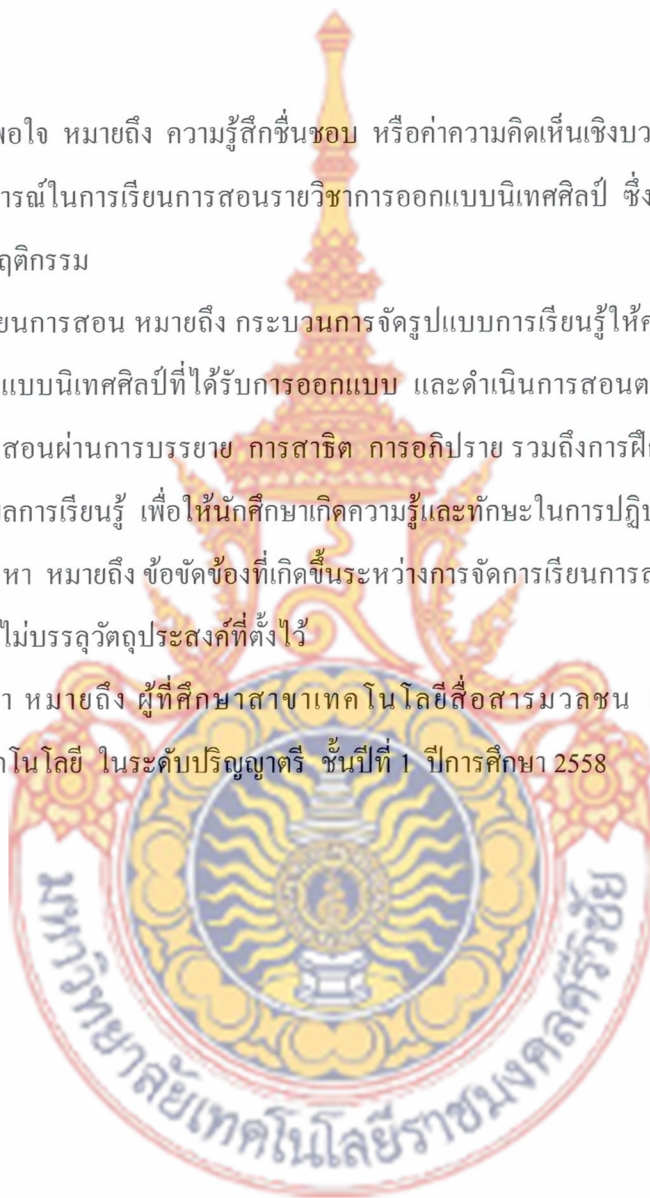 พอใจ หมายถึง ความรู้สึกชื่นชอบ หรือค่าความคิดเห็นเชิงบว
ารณ์ในการเรียนการสอนรายวิชาการออกแบบนิเทศศิลป์ ซึ่ง
ฤติกรรม
ยนการสอน หมายถึง กระบวนการจัดรูปแบบการเรียนรู้ให้
แบบนิเทศศิลป์ที่ได้รับการออกแบบ และดำเนินการสอนต
สอนผ่านการบรรยาย การสาธิต การอภิปราย รวมถึงการฝึก
ลการเรียนรู้ เพื่อให้นักศึกษาเกิดความรู้และทักษะในการปฏิบ
หา หมายถึง ข้อขัดข้องที่เกิดขึ้นระหว่างการจัดการเรียนการส
ไม่บรรลุวัตถุประสงค์ที่ตั้งไว้
า หมายถึง ผู้ที่ศึกษาสาขาเทคโนโลยีสื่อสารมวลชน
คโนโลยี ในระดับปริญญาตรี ชั้นปีที่ 1 ปีการศึกษา 2558
มหาวิทยาลัยเทคโนโลยีราชมงคลศรีวิชัย